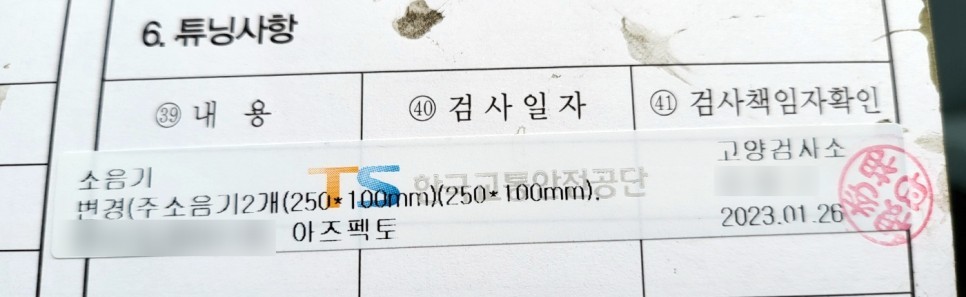 6. 튜닝사항
㊴ 내 용
㊵ 검 사 일 자
㊶ 검사책임자확인
TS 한국교통안전공단
고양검사소
소음기
변경(주소음기2개(250*100mm)(250*100mm).
2023.01.26
아즈펙토